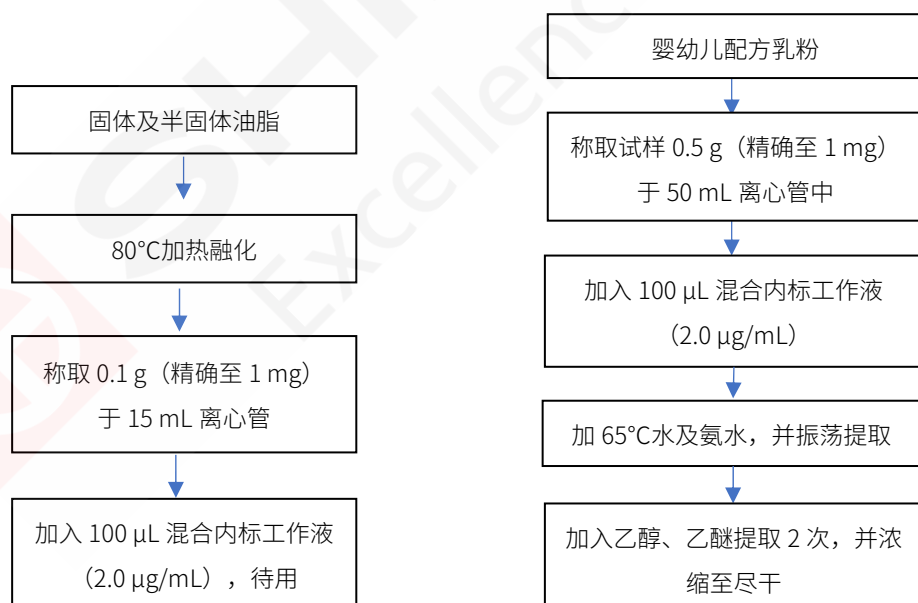 固体及半固体油脂
80°C加热融化
称取 0.1 g（精确至 1 mg）
于 15 mL 离心管
加入 100 μL 混合内标工作液
（2.0 μg/mL），待用
婴幼儿配方乳粉
称取试样 0.5 g（精确至 1 mg）
于 50 mL 离心管中
加入 100 μL 混合内标工作液
（2.0 μg/mL）
加 65°C水及氨水，并振荡提取
加入乙醇、乙醚提取 2 次，并浓
缩至尽干
Excellenc